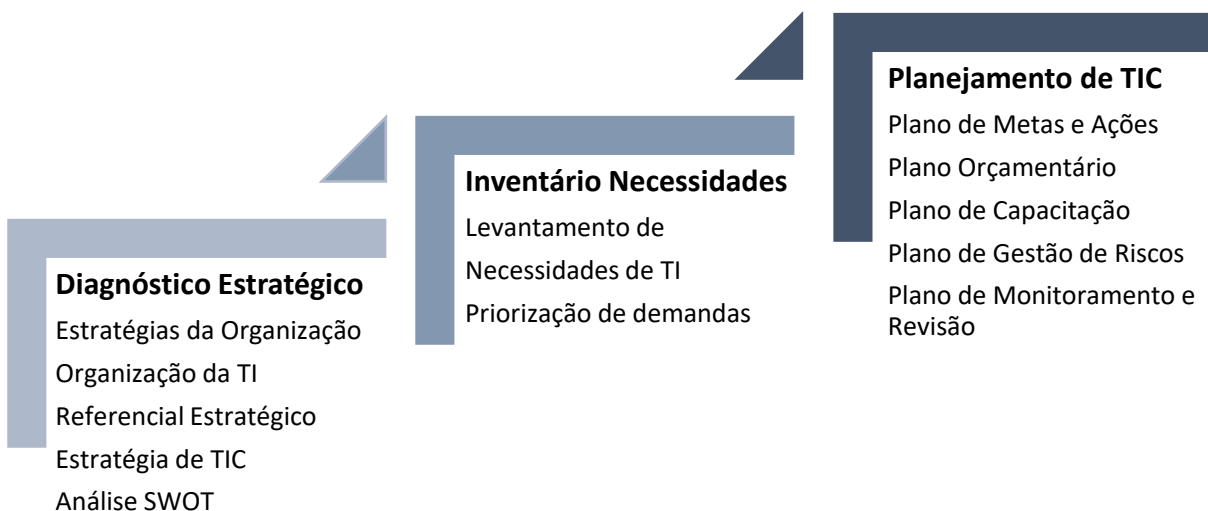 Diagnóstico Estratégico
Estratégias da Organização
Organização da TI
Referencial Estratégico
Estratégia de TIC
Análise SWOT
Inventário Necessidades
Levantamento de
Necessidades de TI
Priorização de demandas
Planejamento de TIC
Plano de Metas e Ações
Plano Orçamentário
Plano de Capacitação
Plano de Gestão de Riscos
Plano de Monitoramento e
Revisão